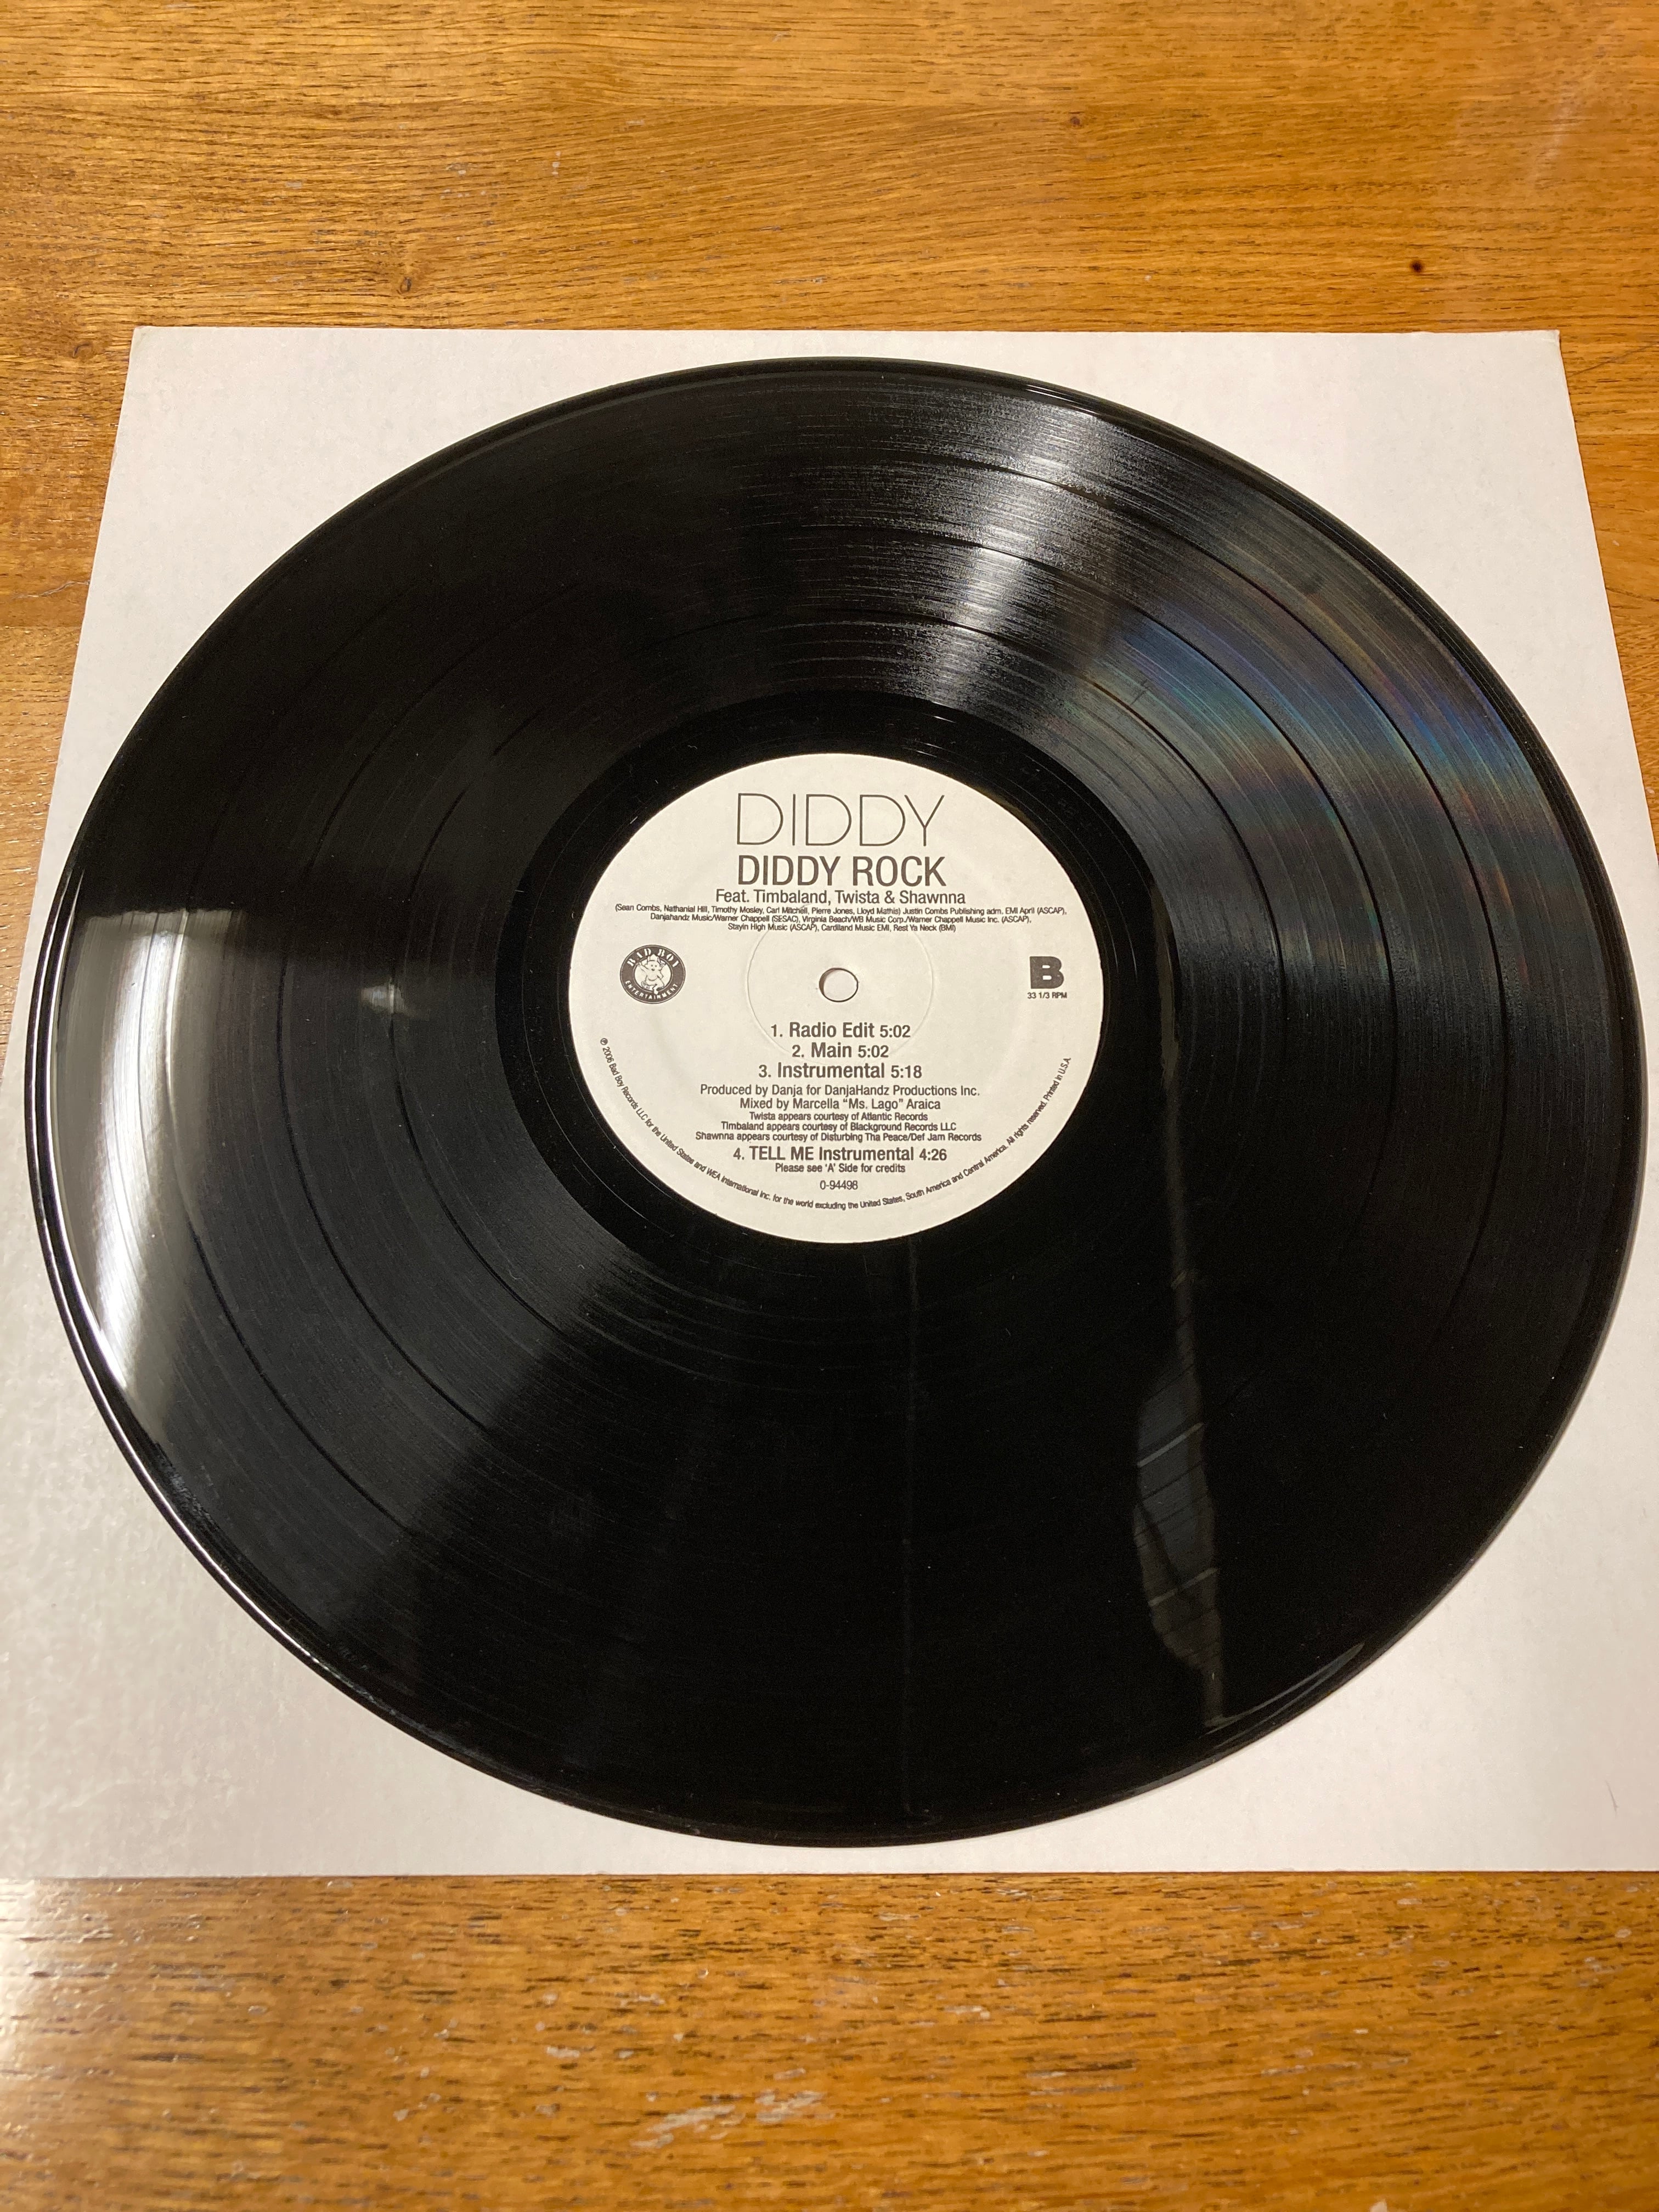 DIDDY
DIDDY ROCK
Feat. Timbaland, Twista & Shawnna
(Sean Combs, Nathanial Hill, Timothy Mosley, Carl Mitchell, Pierre Jones, Lloyd Mathis) Justin Combs Publishing adm. EMI April (ASCAP),
Danjahandz Music/Warner Chappell (SESAC), Virginia Beach/WB Music Corp./Warner Chappell Music Inc. (ASCAP),
Stayin High Music (ASCAP), Cardiland Music EMI, Rest Ya Neck (BMI)
BAD BOY
ENTERTAINMENT
B
33 1/3 RPM
1. Radio Edit 5:02
2. Main 5:02
3. Instrumental 5:18
Produced by Danja for DanjaHandz Productions Inc.
Mixed by Marcella “Ms. Lago” Araica
Twista appears courtesy of Atlantic Records
Timbaland appears courtesy of Blackground Records LLC
Shawnna appears courtesy of Disturbing Tha Peace/Def Jam Records
4. TELL ME Instrumental 4:26
Please see ‘A’ Side for credits
0-94498
℗ 2006 Bad Boy Records LLC for the United States and WEA International Inc. for the world excluding the United States, South America and Central America. All rights reserved. Printed in U.S.A